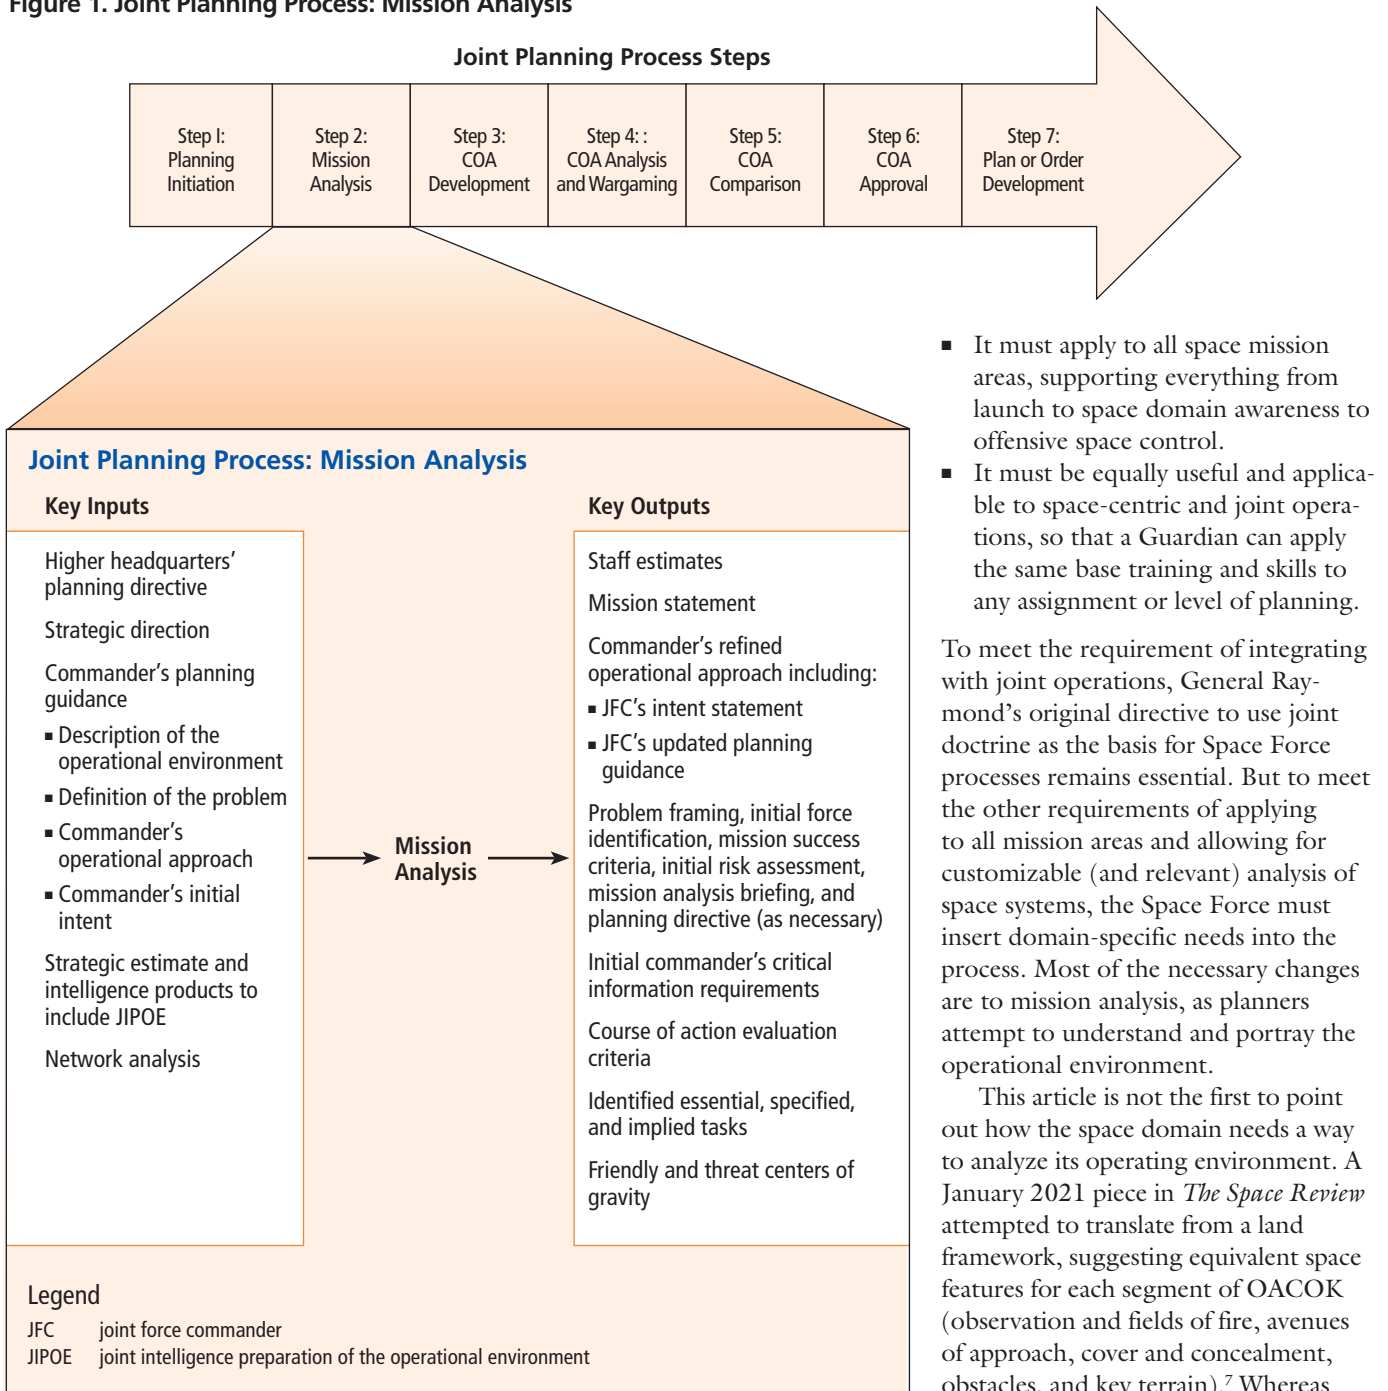 Figure 1. Joint Planning Process: Mission Analysis
Joint Planning Process Steps
Step I:
Planning
Initiation
Step 2:
Mission
Analysis
Step 3:
COA
Development
Step 4: :
COA Analysis
and Wargaming
Step 5:
COA
Comparison
Step 6:
COA
Approval
Step 7:
Plan or Order
Development
Joint Planning Process: Mission Analysis
Key Inputs
Higher headquarters’
planning directive
Strategic direction
Commander’s planning
guidance
▪ Description of the
operational environment
▪ Definition of the problem
▪ Commander’s
operational approach
▪ Commander’s initial
intent
Strategic estimate and
intelligence products to
include JIPOE
Network analysis
Mission
Analysis
Key Outputs
Staff estimates
Mission statement
Commander’s refined
operational approach including:
▪ JFC’s intent statement
▪ JFC’s updated planning
guidance
Problem framing, initial force
identification, mission success
criteria, initial risk assessment,
mission analysis briefing, and
planning directive (as necessary)
Initial commander’s critical
information requirements
Course of action evaluation
criteria
Identified essential, specified,
and implied tasks
Friendly and threat centers of
gravity
Legend
JFC joint force commander
JIPOE joint intelligence preparation of the operational environment
▪ It must apply to all space mission
areas, supporting everything from
launch to space domain awareness to
offensive space control.
▪ It must be equally useful and applica-
ble to space-centric and joint opera-
tions, so that a Guardian can apply
the same base training and skills to
any assignment or level of planning.
To meet the requirement of integrating
with joint operations, General Ray-
mond’s original directive to use joint
doctrine as the basis for Space Force
processes remains essential. But to meet
the other requirements of applying
to all mission areas and allowing for
customizable (and relevant) analysis of
space systems, the Space Force must
insert domain-specific needs into the
process. Most of the necessary changes
are to mission analysis, as planners
attempt to understand and portray the
operational environment.
This article is not the first to point
out how the space domain needs a way
to analyze its operating environment. A
January 2021 piece in The Space Review
attempted to translate from a land
framework, suggesting equivalent space
features for each segment of OACOK
(observation and fields of fire, avenues
of approach, cover and concealment,
obstacles, and key terrain).⁷ Whereas